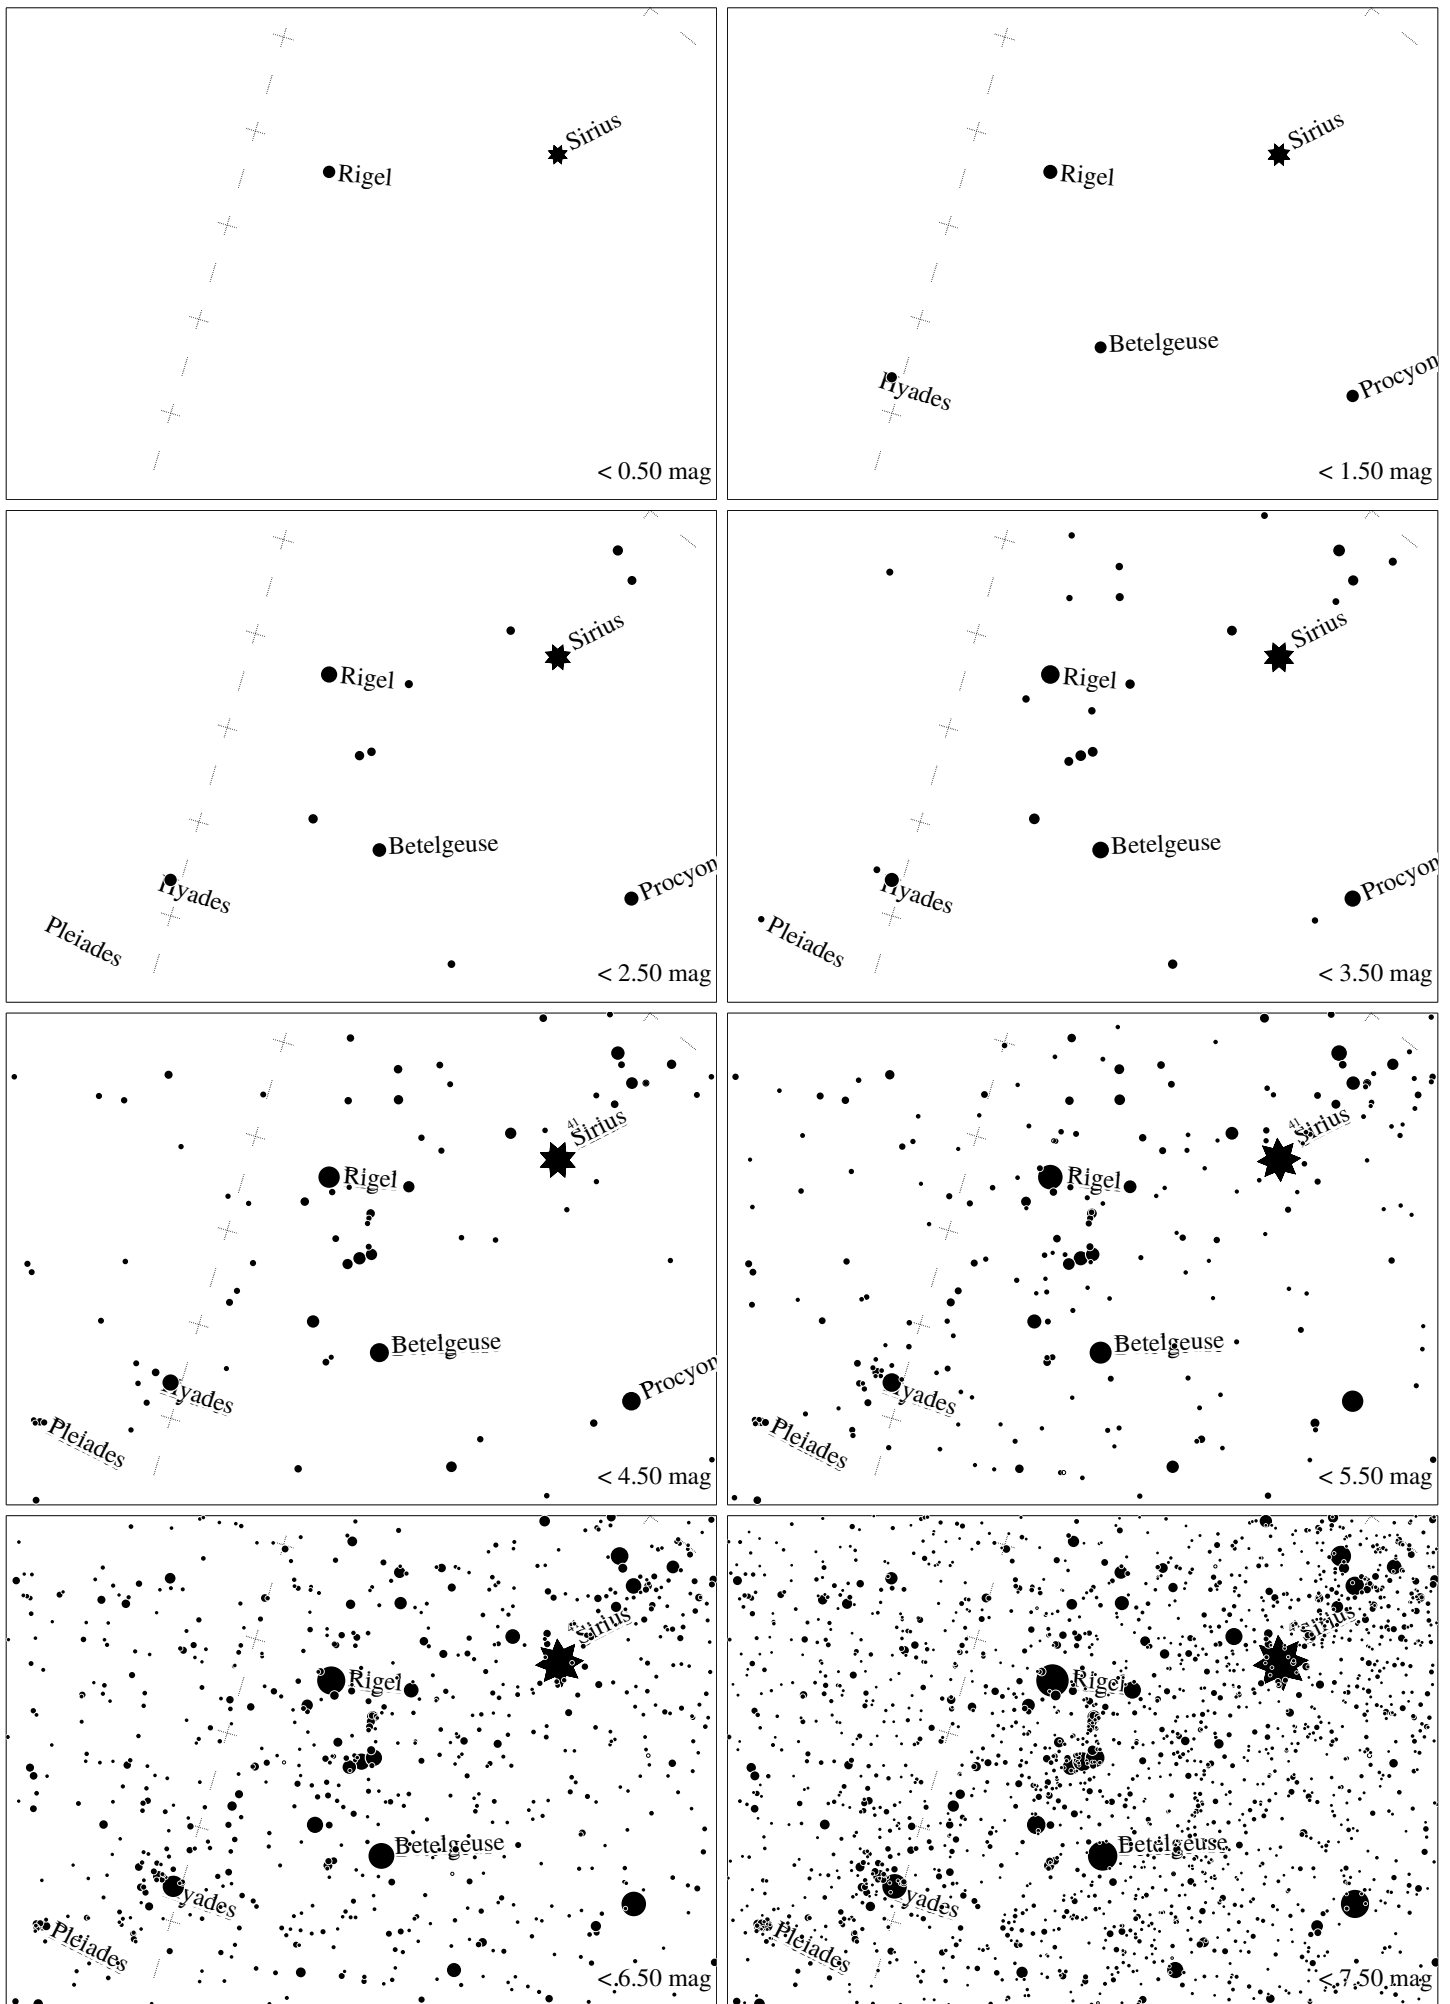 Sirius
Rigel
< 0.50 mag
Sirius
Rigel
Betelgeuse
Procyon
Hyades
< 1.50 mag
Sirius
Rigel
Betelgeuse
Procyon
Hyades
Pleiades
< 2.50 mag
Sirius
Rigel
Betelgeuse
Procyon
Hyades
Pleiades
< 3.50 mag
41
Sirius
Rigel
Betelgeuse
Procyon
Hyades
Pleiades
< 4.50 mag
41
Sirius
Rigel
Betelgeuse
Hyades
Pleiades
< 5.50 mag
Sirius
Rigel
Betelgeuse
Hyades
Pleiades
< 6.50 mag
Sirius
Rigel
Betelgeuse
Hyades
Pleiades
< 7.50 mag